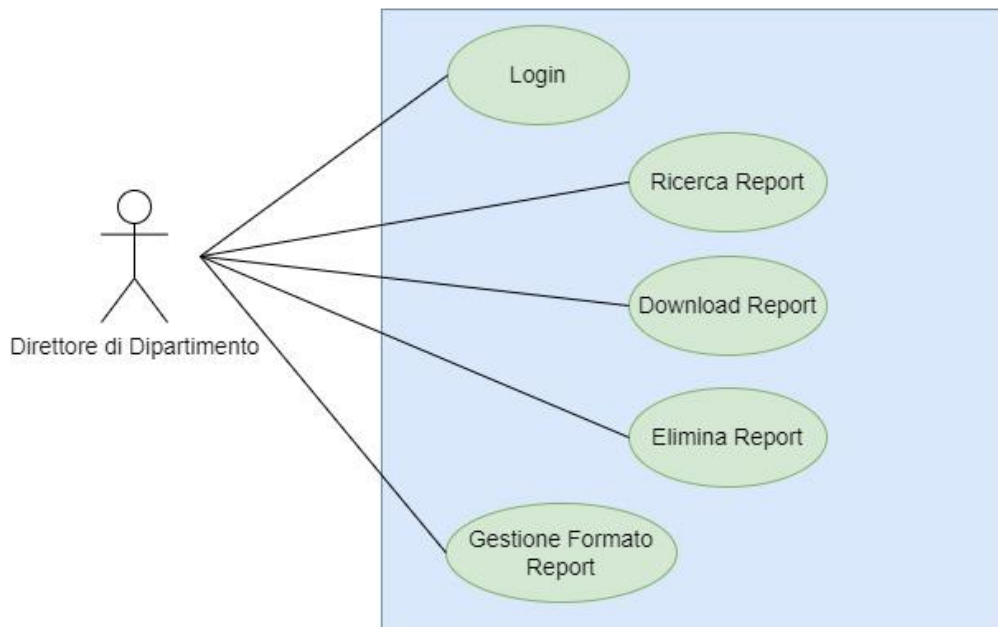 Login
Ricerca Report
Download Report
Direttore di Dipartimento
Elimina Report
Gestione Formato
Report